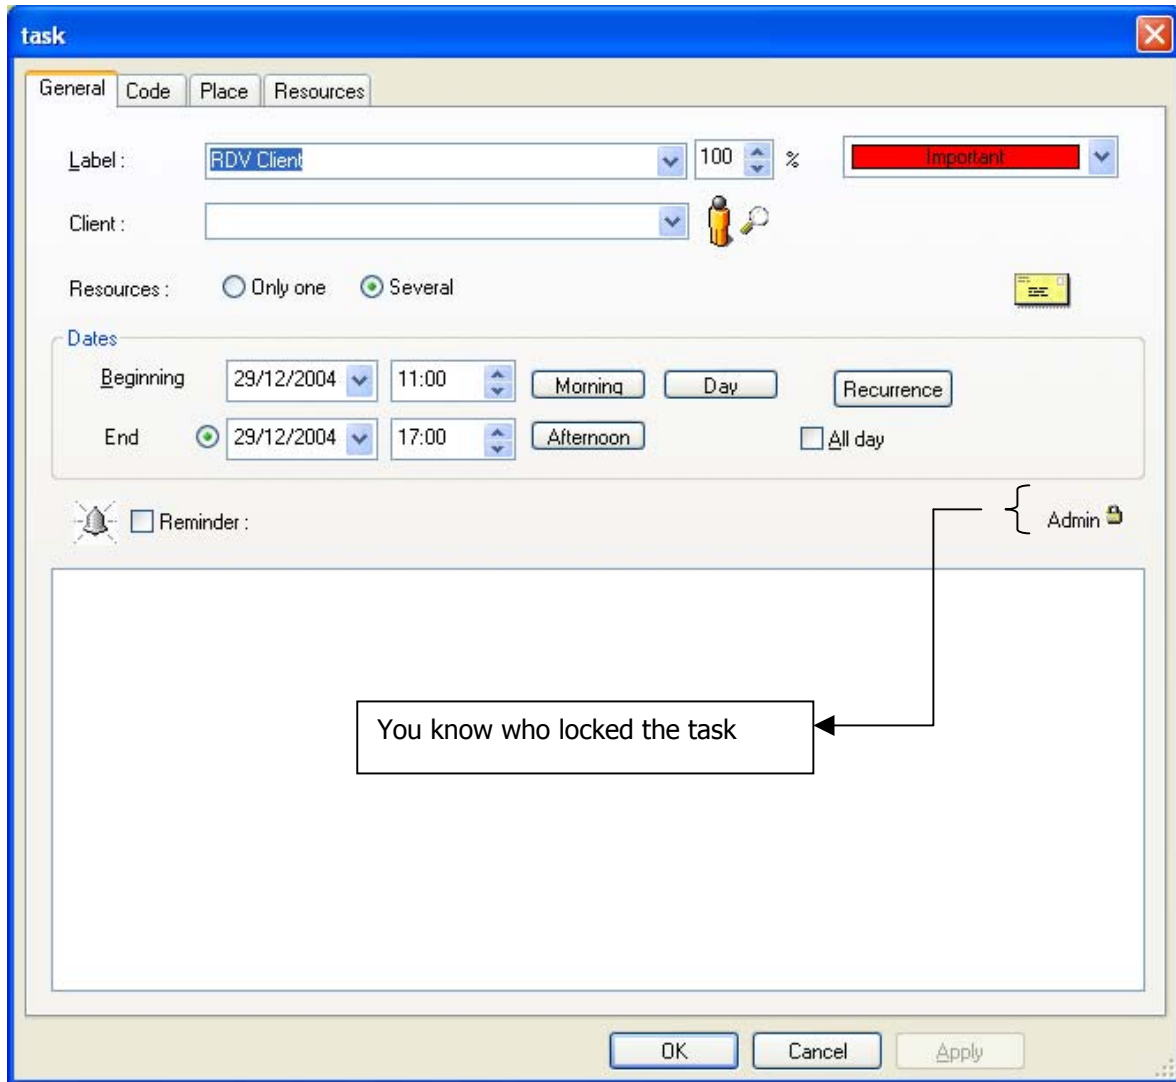 task
General Code Place Resources
Label : RDV Client 100 % Important
Client :
Resources : Only one Several
Dates
Beginning 29/12/2004 11:00 Morning Day Recurrence
End 29/12/2004 17:00 Afternoon All day
Reminder : Admin
You know who locked the task
OK Cancel Apply